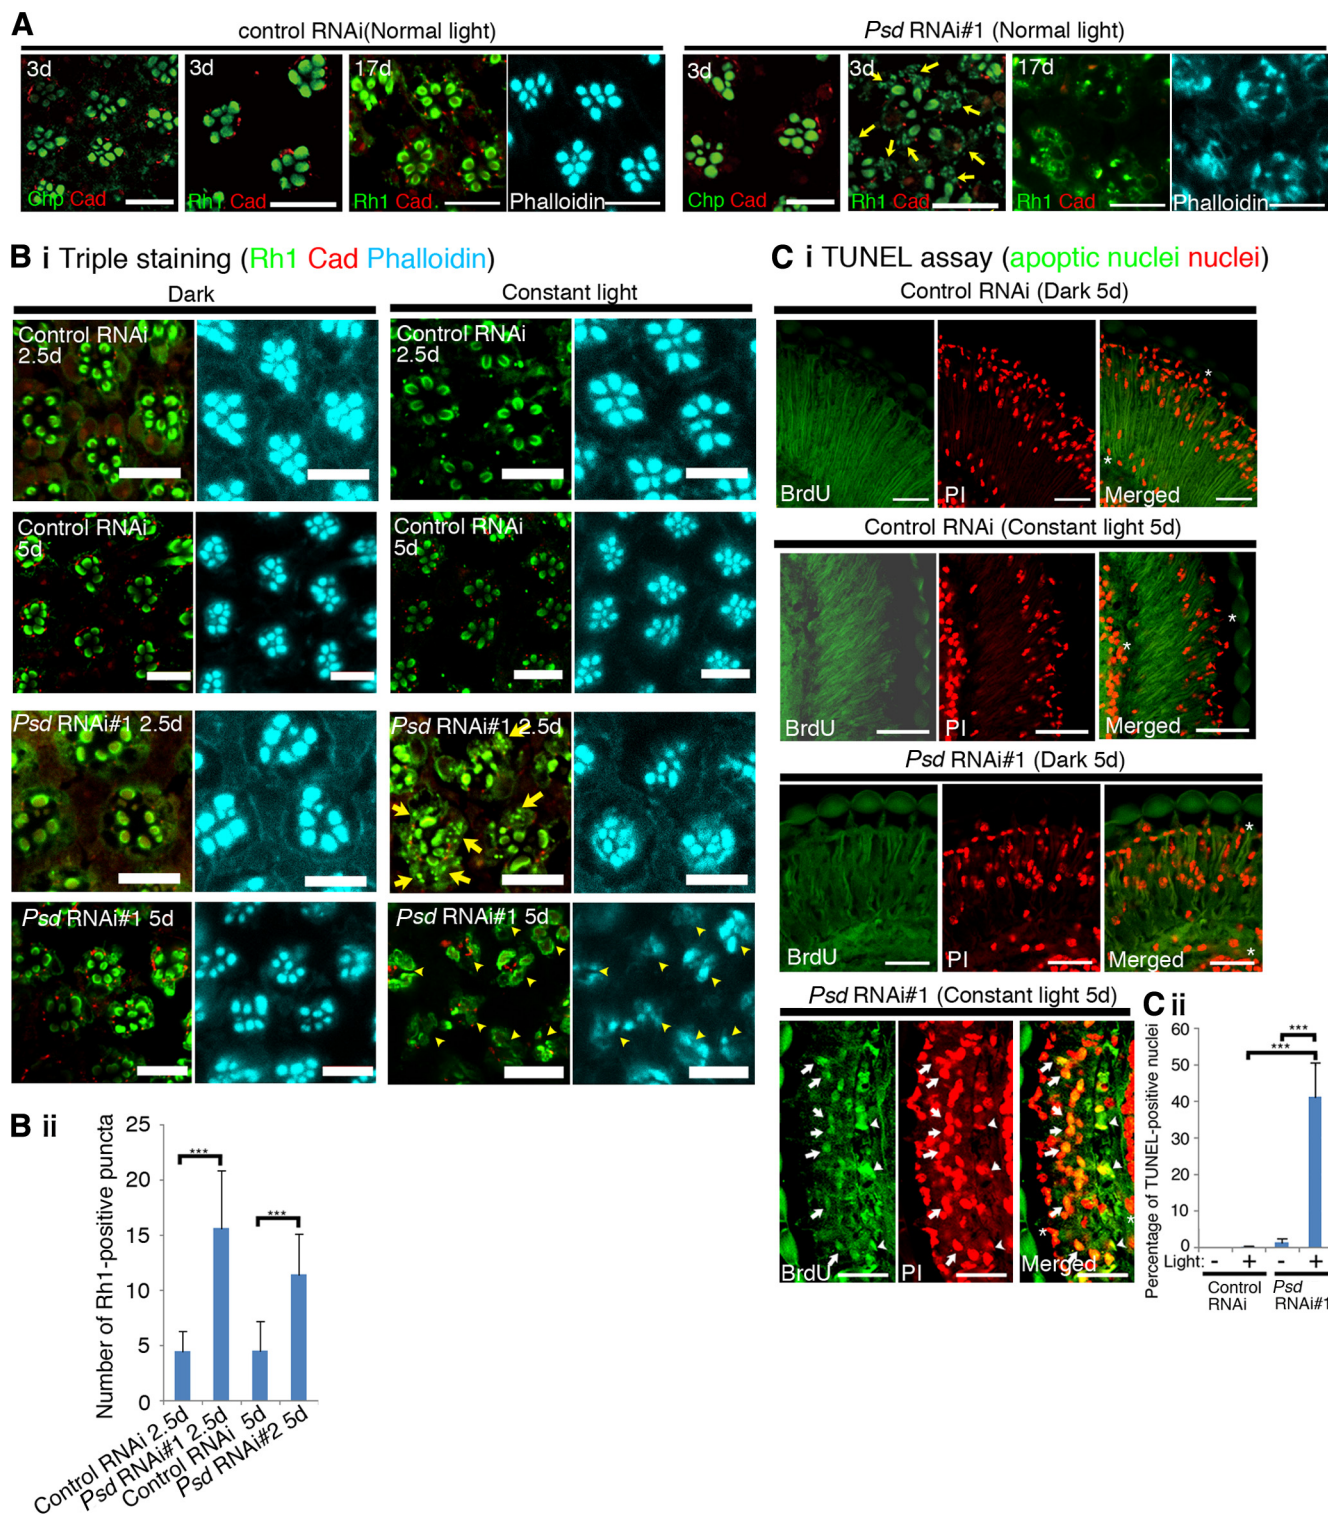 A
control RNAi(Normal light)
Psd RNAi#1 (Normal light)
3d
3d
17d
3d
3d
17d
Chp Cad
Rh1 Cad
Rh1 Cad
Phalloidin
Chp Cad
Rh1 Cad
Rh1 Cad
Phalloidin
B i Triple staining (Rh1 Cad Phalloidin)
Dark
Constant light
Control RNAi
2.5d
Control RNAi
2.5d
Control RNAi
5d
Control RNAi
5d
Psd RNAi#1 2.5d
Psd RNAi#1 2.5d
Psd RNAi#1 5d
Psd RNAi#1 5d
B ii
Number of Rh1-positive puncta
25
20
15
10
5
0
***
***
Control RNAi 2.5d
Psd RNAi#1 2.5d
Control RNAi 5d
Psd RNAi#2 5d
C i TUNEL assay (apoptic nuclei nuclei)
Control RNAi (Dark 5d)
*
*
BrdU
PI
Merged
Control RNAi (Constant light 5d)
*
*
BrdU
PI
Merged
Psd RNAi#1 (Dark 5d)
*
*
BrdU
PI
Merged
Psd RNAi#1 (Constant light 5d)
*
*
BrdU
PI
Merged
C ii
Percentage of TUNEL-positive nuclei
60
50
40
30
20
10
0
***
***
Light: - + - +
Control
RNAi
Psd
RNAi#1